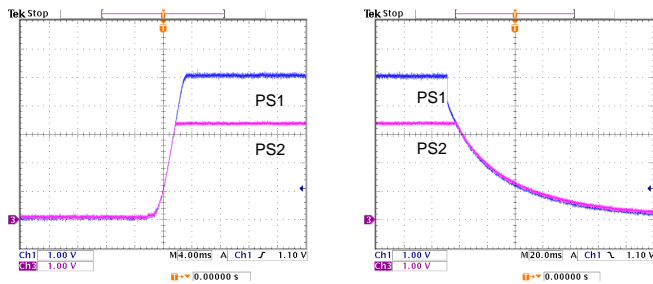 Tek Stop
T
T
PS1
PS2
3
Ch1 1.00 V
Ch3 1.00 V
M 4.00ms A Ch1 1.10 V
T 0.00000 s
Tek Stop
T
T
PS1
PS2
3
Ch1 1.00 V
Ch3 1.00 V
M 20.0ms A Ch1 1.10 V
T 0.00000 s